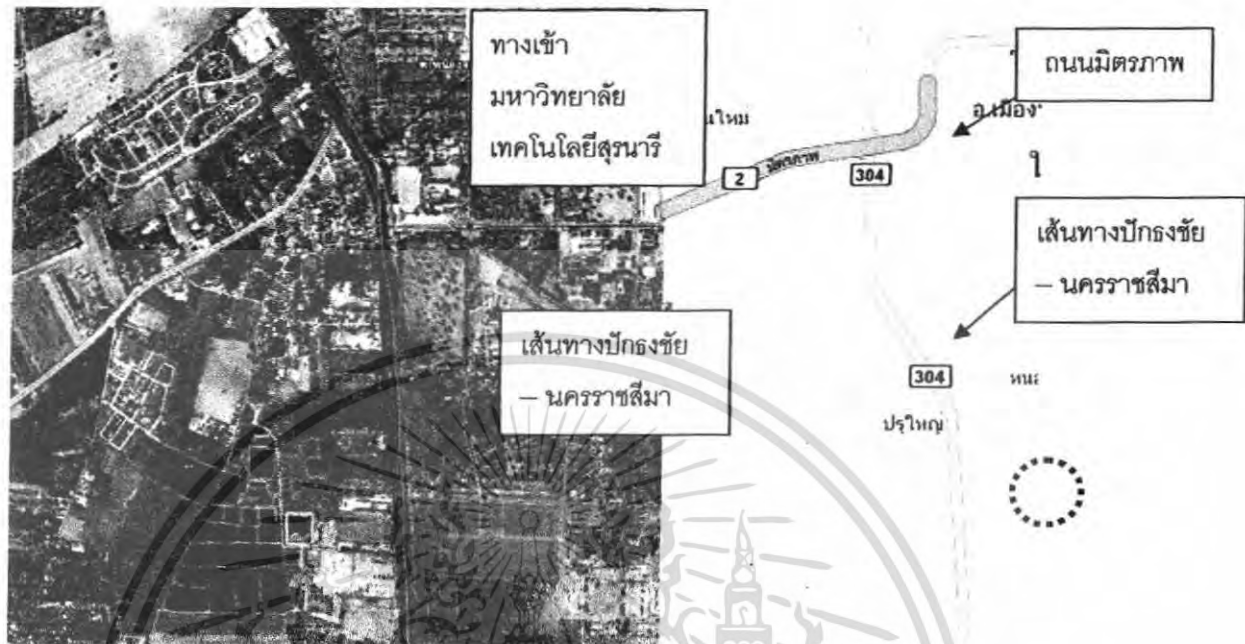 ทางเข้า
มหาวิทยาลัย
เทคโนโลยีสุรนารี
ถนนมิตรภาพ
อ.เมือง
2
มิตรภาพ
304
เส้นทางปักธงชัย
– นครราชสีมา
เส้นทางปักธงชัย
– นครราชสีมา
304
ปรุใหญ่